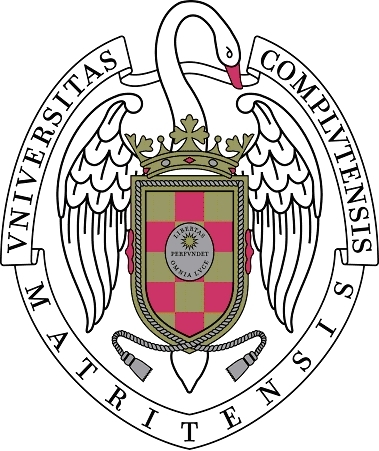 VNIVERSITAS
COMPLVTENSIS
MATRITENSIS
LIBERTAS
PERFVNDET
OMNIA LVCE